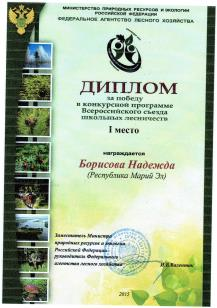 МИНИСТЕРСТВО ПРИРОДНЫХ РЕСУРСОВ И ЭКОЛОГИИ
РОССИЙСКОЙ ФЕДЕРАЦИИ
ФЕДЕРАЛЬНОЕ АГЕНТСТВО ЛЕСНОГО ХОЗЯЙСТВА
ДИПЛОМ
за победу
в конкурсной программе
Всероссийского съезда
школьных лесничеств
I место
награждается
Борисова Надежда
(Республика Марий Эл)
Заместитель Министра
природных ресурсов и экологии
Российской Федерации-
руководитель Федерального
агентства лесного хозяйства
И.В.Валентик
2015